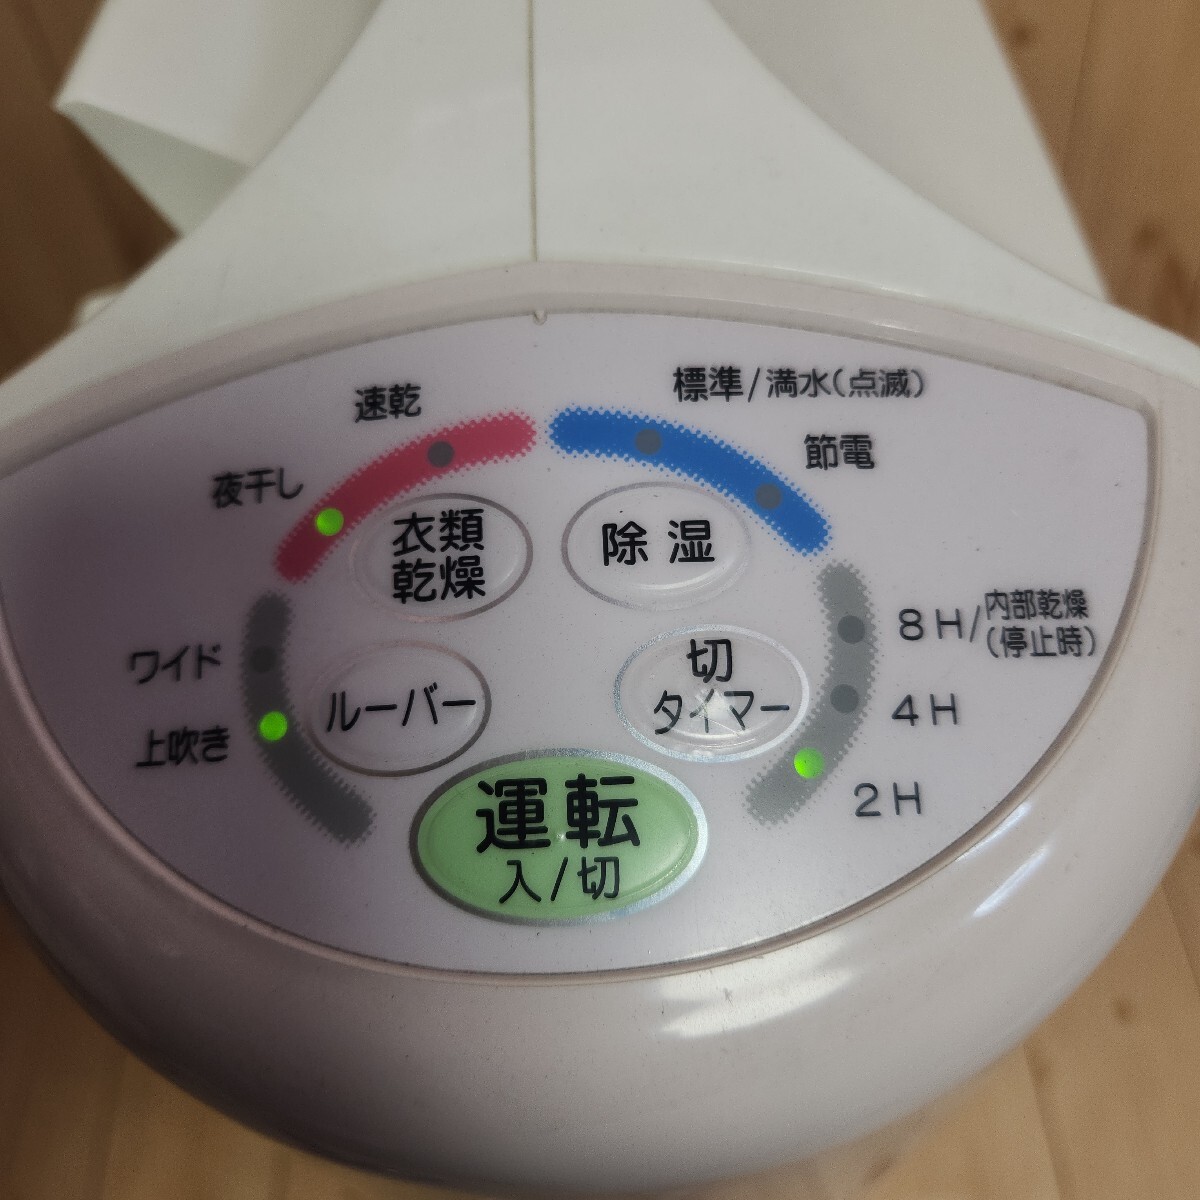 速乾
標準/満水(点滅)
夜干し
節電
衣類
乾燥
除湿
8H/内部乾燥
(停止時)
ワイド
ルーバー
切
タイマー
4H
上吹き
2H
運転
入/切